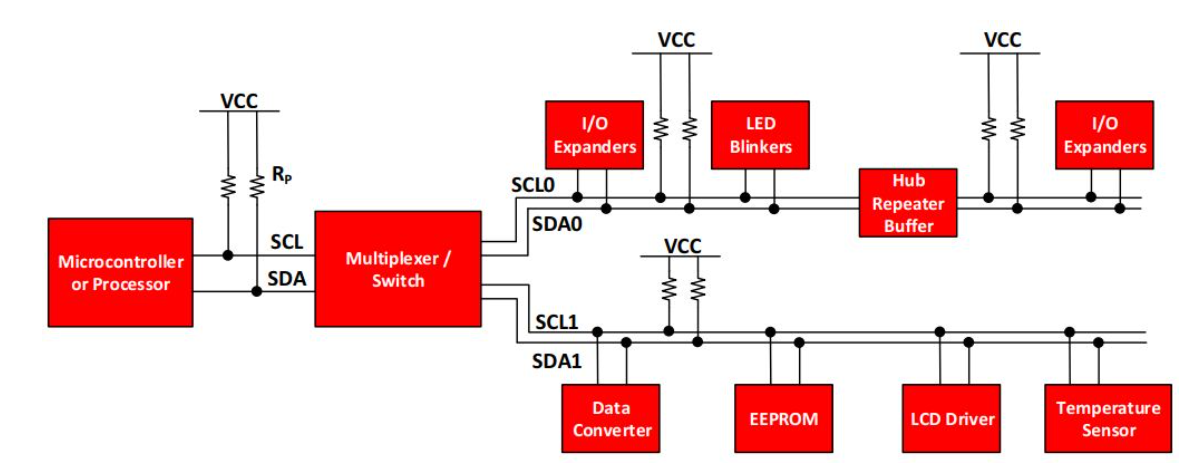 VCC
VCC
VCC
I/O
Expanders
LED
Blinkers
I/O
Expanders
R_P
SCL0
SDA0
Hub
Repeater
Buffer
Microcontroller
or Processor
SCL
SDA
Multiplexer /
Switch
VCC
SCL1
SDA1
Data
Converter
EEPROM
LCD Driver
Temperature
Sensor